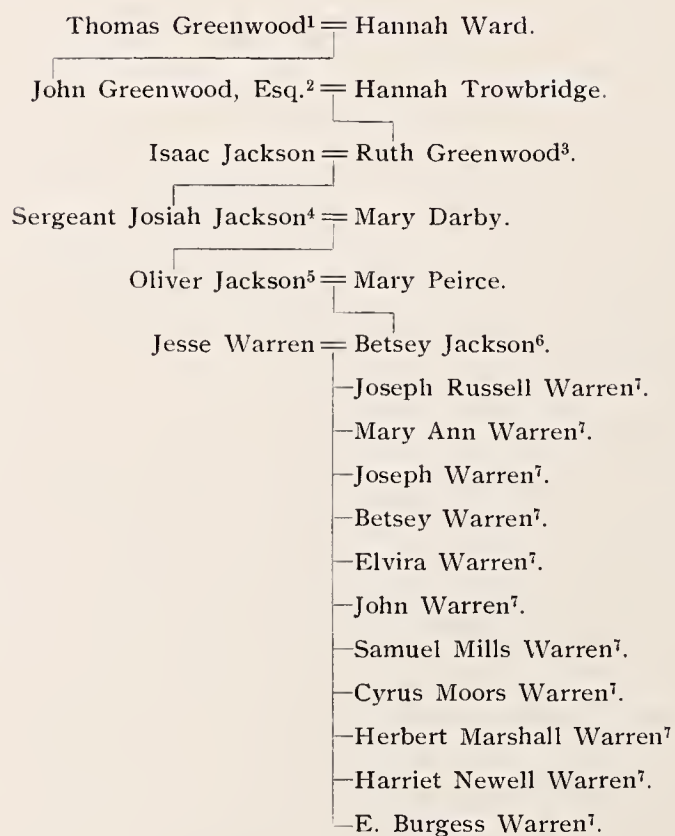 Thomas Greenwood¹ = Hannah Ward.
John Greenwood, Esq.² = Hannah Trowbridge.
Isaac Jackson = Ruth Greenwood³.
Sergeant Josiah Jackson⁴ = Mary Darby.
Oliver Jackson⁵ = Mary Peirce.
Jesse Warren = Betsey Jackson⁶.
Joseph Russell Warren⁷.
Mary Ann Warren⁷.
Joseph Warren⁷.
Betsey Warren⁷.
Elvira Warren⁷.
John Warren⁷.
Samuel Mills Warren⁷.
Cyrus Moors Warren⁷.
Herbert Marshall Warren⁷
Harriet Newell Warren⁷.
E. Burgess Warren⁷.